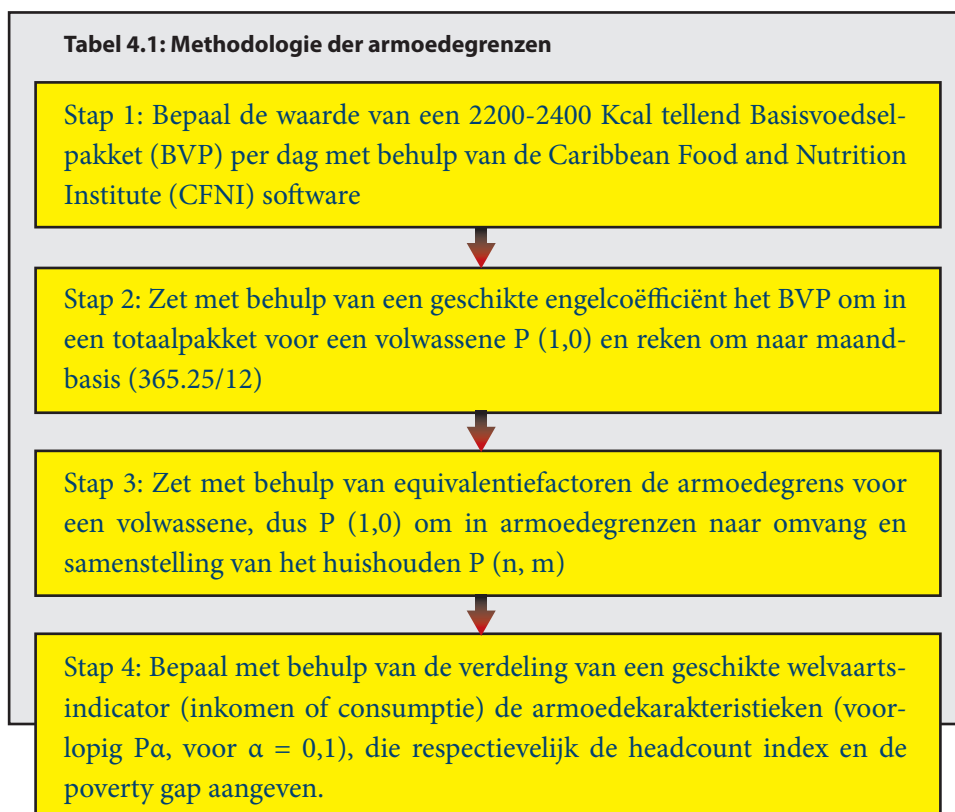 Tabel 4.1: Methodologie der armoedegrenzen
Stap 1: Bepaal de waarde van een 2200-2400 Kcal tellend Basisvoedsel-
pakket (BVP) per dag met behulp van de Caribbean Food and Nutrition
Institute (CFNI) software
Stap 2: Zet met behulp van een geschikte engelcoëfficiënt het BVP om in
een totaalpakket voor een volwassene P (1,0) en reken om naar maand-
basis (365.25/12)
Stap 3: Zet met behulp van equivalentiefactoren de armoedegrens voor
een volwassene, dus P (1,0) om in armoedegrenzen naar omvang en
samenstelling van het huishouden P (n, m)
Stap 4: Bepaal met behulp van de verdeling van een geschikte welvaarts-
indicator (inkomen of consumptie) de armoedekarakteristieken (voor-
lopig Pα, voor α = 0,1), die respectievelijk de headcount index en de
poverty gap aangeven.